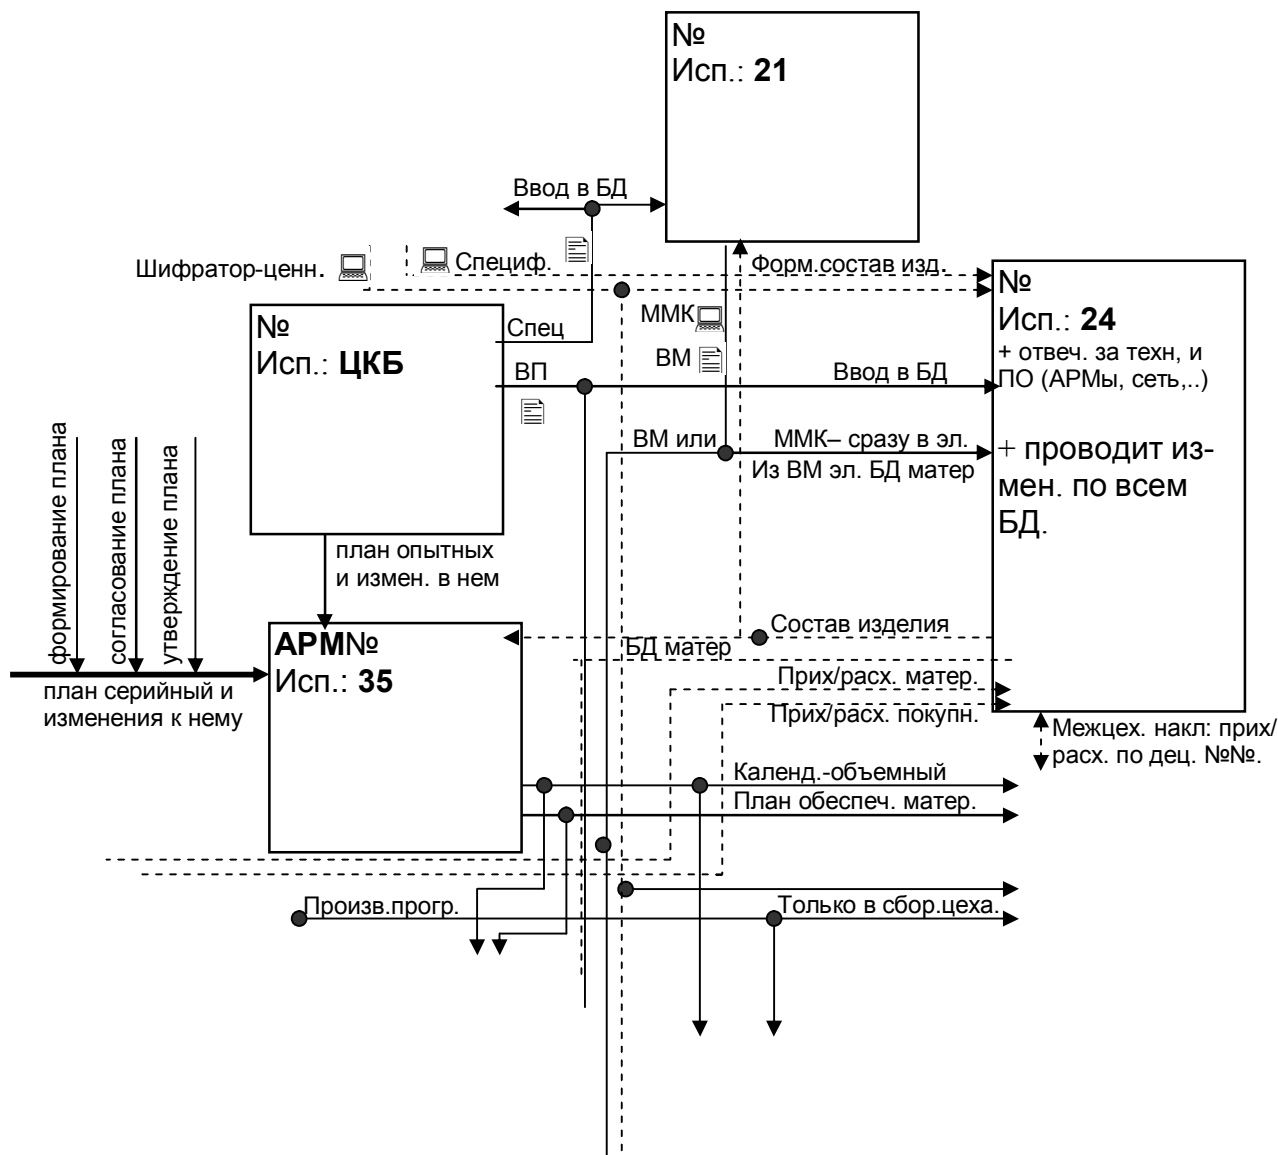 №
Исп.: 21
Ввод в БД
Шифратор-ценн.
Специф.
Форм.состав изд.
№
Исп.: ЦКБ
Спец
ВП
ММК
ВМ
Ввод в БД
№
Исп.: 24
+ отвеч. за техн, и
ПО (АРМы, сеть,..)
+ проводит из-
мен. по всем
БД.
ВМ или
ММК– сразу в эл.
Из ВМ эл. БД матер
формирование плана
согласование плана
утверждение плана
план опытных
и измен. в нем
план серийный и
изменения к нему
АРМ№
Исп.: 35
Состав изделия
БД матер
Прих/расх. матер.
Прих/расх. покупн.
Межцех. накл: прих/
расх. по дец. №№.
Календ.-объемный
План обеспеч. матер.
Произв.прогр.
Только в сбор.цеха.